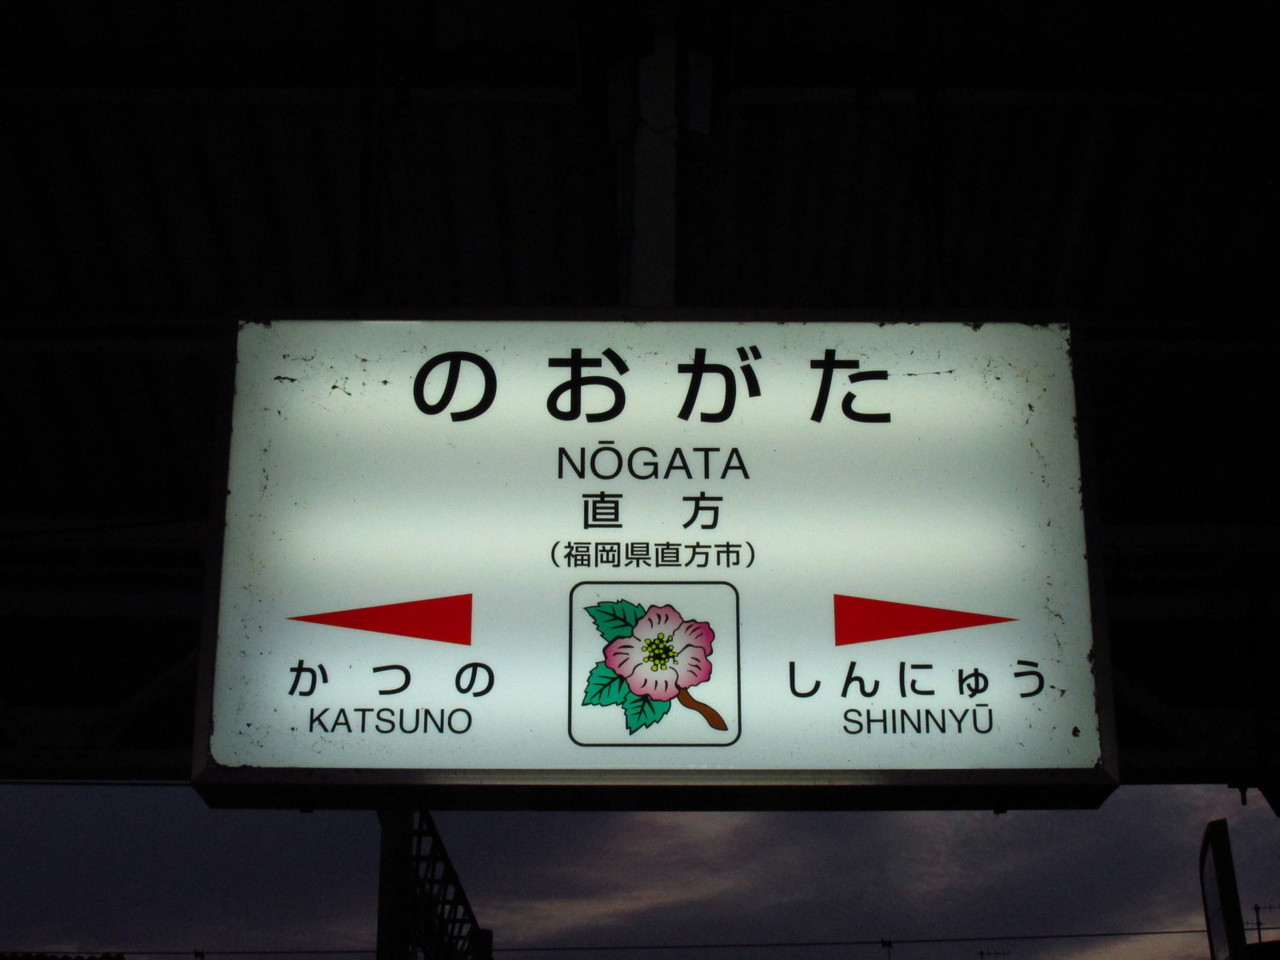 のおがた
NŌGATA
直方
(福岡県直方市)
かつの
KATSUNO
しんにゅう
SHINNYŪ